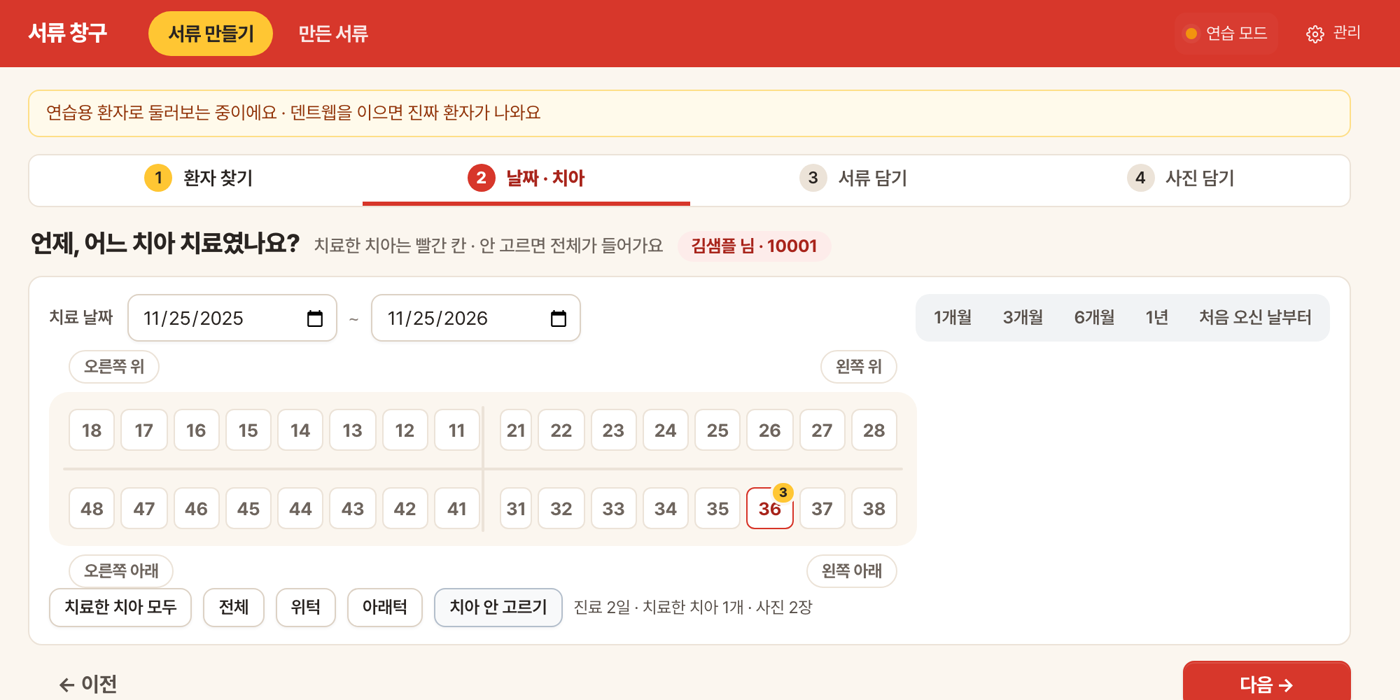 서류 창구 서류 만들기 만든 서류 연습 모드 관리
연습용 환자로 둘러보는 중이에요 · 덴트웹을 이으면 진짜 환자가 나와요
1 환자 찾기 2 날짜 · 치아 3 서류 담기 4 사진 담기
언제, 어느 치아 치료였나요? 치료한 치아는 빨간 칸 · 안 고르면 전체가 들어가요 김샘플 님 · 10001
치료 날짜 11/25/2025 ~ 11/25/2026 1개월 3개월 6개월 1년 처음 오신 날부터
오른쪽 위 왼쪽 위
18 17 16 15 14 13 12 11 21 22 23 24 25 26 27 28
3
48 47 46 45 44 43 42 41 31 32 33 34 35 36 37 38
오른쪽 아래 왼쪽 아래
치료한 치아 모두 전체 위턱 아래턱 치아 안 고르기 진료 2일 · 치료한 치아 1개 · 사진 2장
← 이전 다음 →